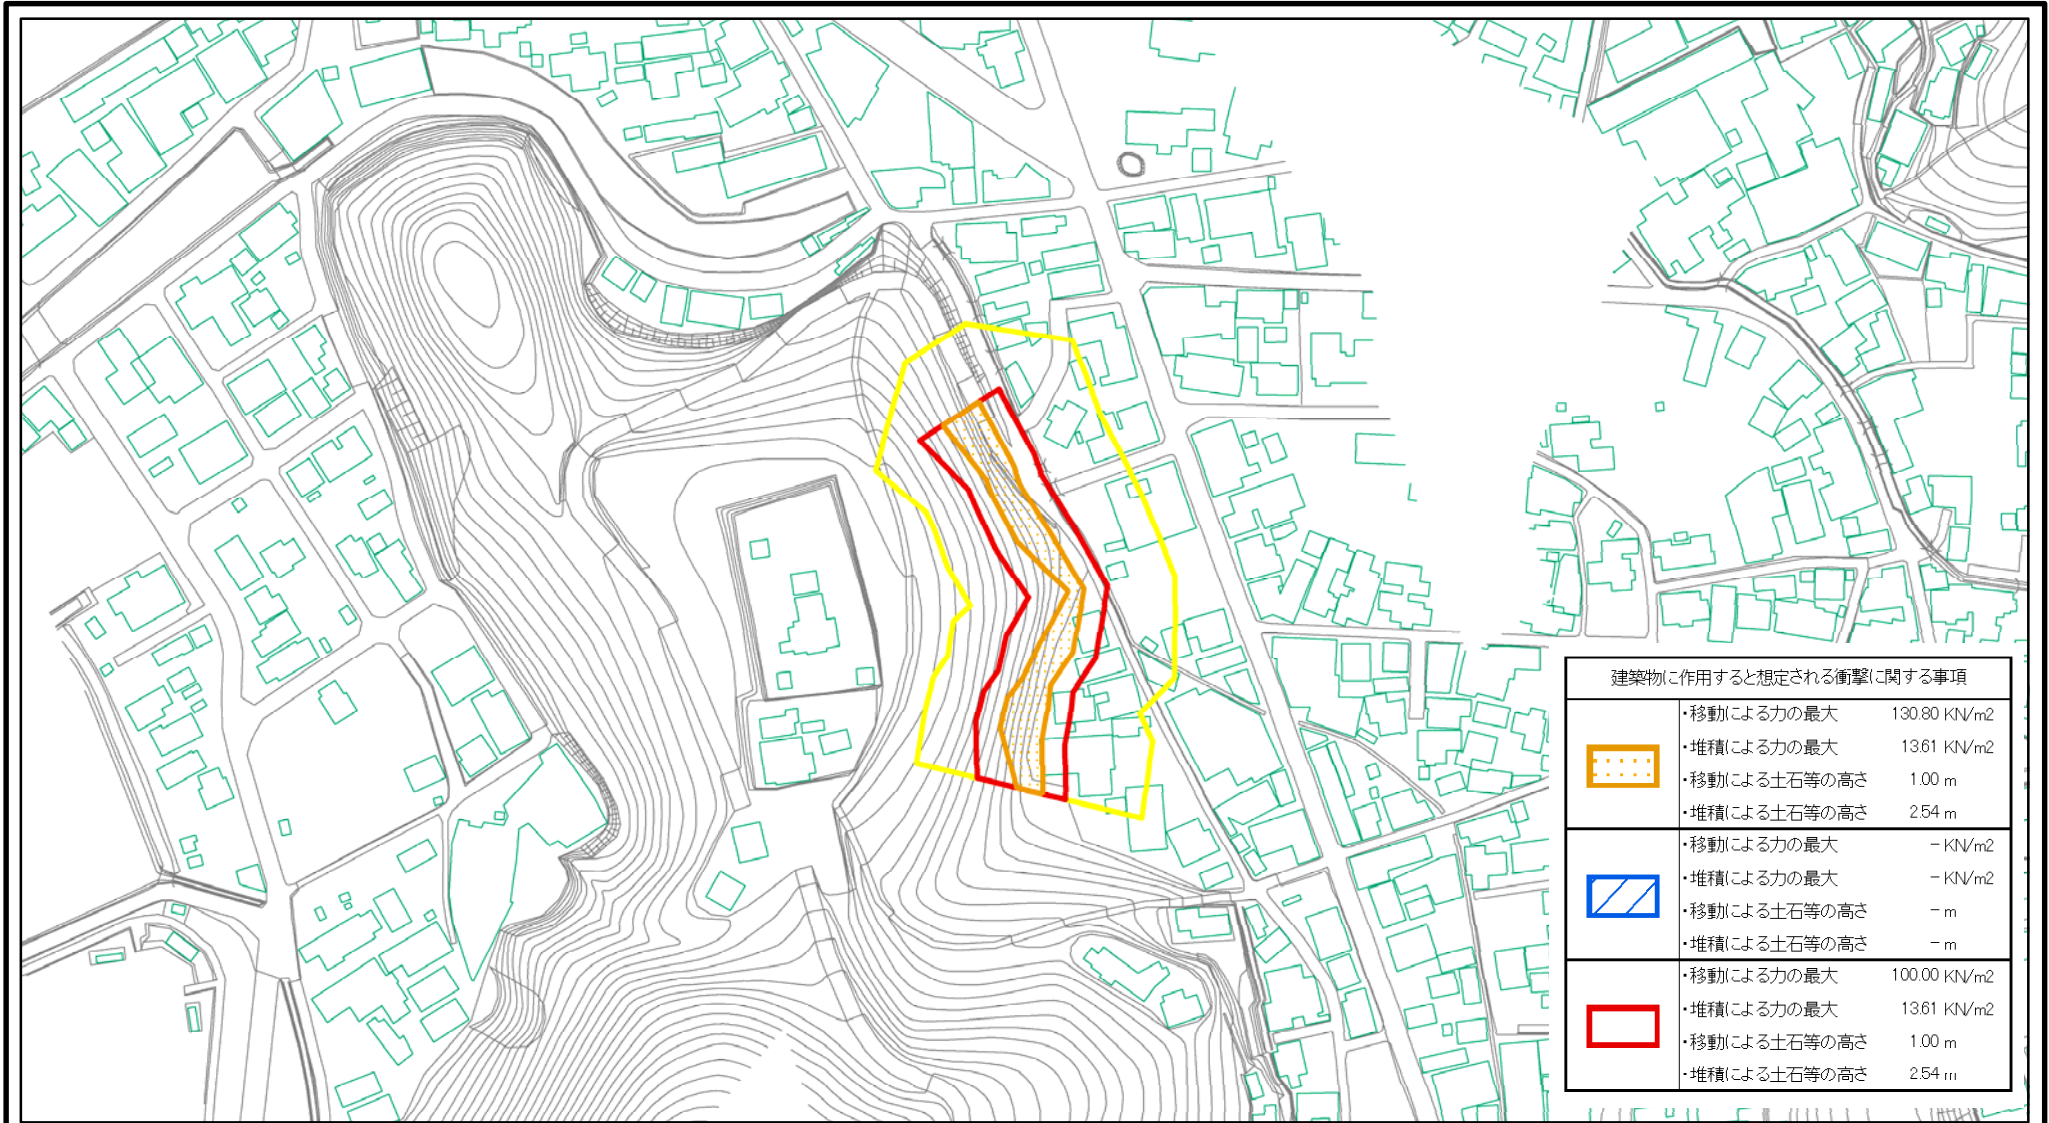 建築物に作用すると想定される衝撃に関する事項
・移動による力の最大 130.80 KN/m2
・堆積による力の最大 13.61 KN/m2
・移動による土石等の高さ 1.00 m
・堆積による土石等の高さ 2.54 m
・移動による力の最大 － KN/m2
・堆積による力の最大 － KN/m2
・移動による土石等の高さ － m
・堆積による土石等の高さ － m
・移動による力の最大 100.00 KN/m2
・堆積による力の最大 13.61 KN/m2
・移動による土石等の高さ 1.00 m
・堆積による土石等の高さ 2.54 m